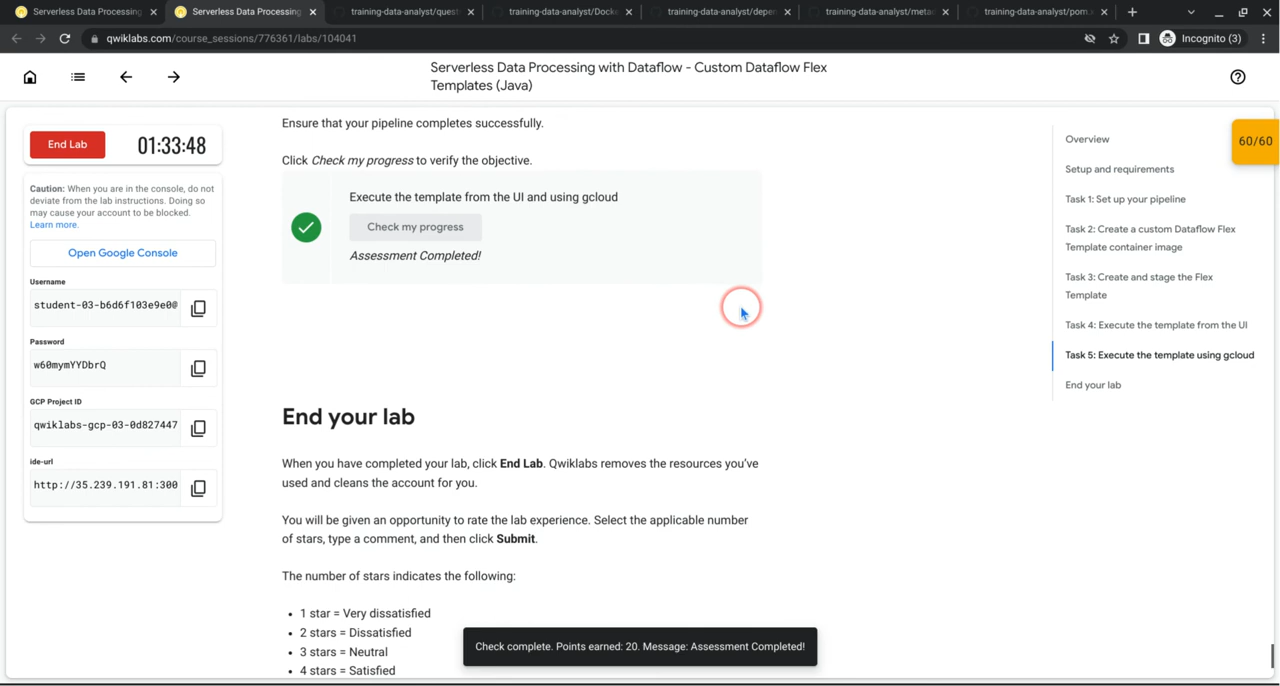 Serverless Data Processing
Serverless Data Processing
training-data-analyst/quest
training-data-analyst/Docke
training-data-analyst/deper
training-data-analyst/metac
training-data-analyst/pom.x
qwiklabs.com/course_sessions/776361/labs/104041
Incognito (3)
Serverless Data Processing with Dataflow - Custom Dataflow Flex
Templates (Java)
End Lab
01:33:48
Caution: When you are in the console, do not
deviate from the lab instructions. Doing so
may cause your account to be blocked.
Learn more.
Open Google Console
Username
student-03-b6d6f103e9e0@
Password
w60mymYYDbrQ
GCP Project ID
qwiklabs-gcp-03-0d827447
ide-url
http://35.239.191.81:300
Ensure that your pipeline completes successfully.
Click Check my progress to verify the objective.
Execute the template from the UI and using gcloud
Check my progress
Assessment Completed!
End your lab
When you have completed your lab, click End Lab. Qwiklabs removes the resources you've
used and cleans the account for you.
You will be given an opportunity to rate the lab experience. Select the applicable number
of stars, type a comment, and then click Submit.
The number of stars indicates the following:
• 1 star = Very dissatisfied
• 2 stars = Dissatisfied
• 3 stars = Neutral
• 4 stars = Satisfied
Check complete. Points earned: 20. Message: Assessment Completed!
60/60
Overview
Setup and requirements
Task 1: Set up your pipeline
Task 2: Create a custom Dataflow Flex
Template container image
Task 3: Create and stage the Flex
Template
Task 4: Execute the template from the UI
Task 5: Execute the template using gcloud
End your lab